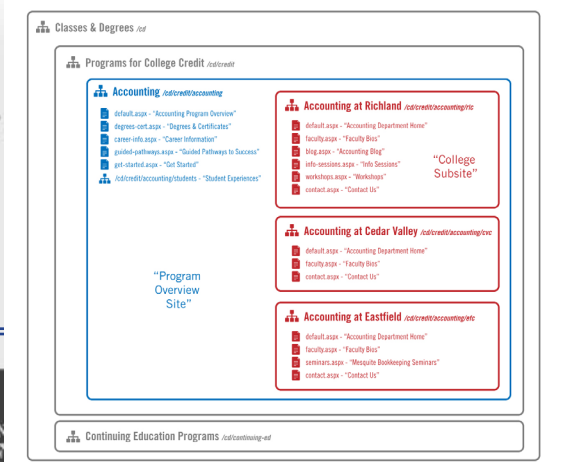 Classes & Degrees /cd
Programs for College Credit /cd/credit
Accounting /cd/credit/accounting
default.aspx - "Accounting Program Overview"
degrees-cert.aspx - "Degrees & Certificates"
career-info.aspx - "Career Information"
guided-pathways.aspx - "Guided Pathways to Success"
get-started.aspx - "Get Started"
/cd/credit/accounting/students - "Student Experiences"
"Program
Overview
Site"
Accounting at Richland /cd/credit/accounting/rlc
default.aspx - "Accounting Department Home"
faculty.aspx - "Faculty Bios"
blog.aspx - "Accounting Blog"
info-sessions.aspx - "Info Sessions"
workshops.aspx - "Workshops"
contact.aspx - "Contact Us"
"College
Subsite"
Accounting at Cedar Valley /cd/credit/accounting/cvc
default.aspx - "Accounting Department Home"
faculty.aspx - "Faculty Bios"
contact.aspx - "Contact Us"
Accounting at Eastfield /cd/credit/accounting/efc
default.aspx - "Accounting Department Home"
faculty.aspx - "Faculty Bios"
seminars.aspx - "Mesquite Bookkeeping Seminars"
contact.aspx - "Contact Us"
Continuing Education Programs /cd/continuing-ed